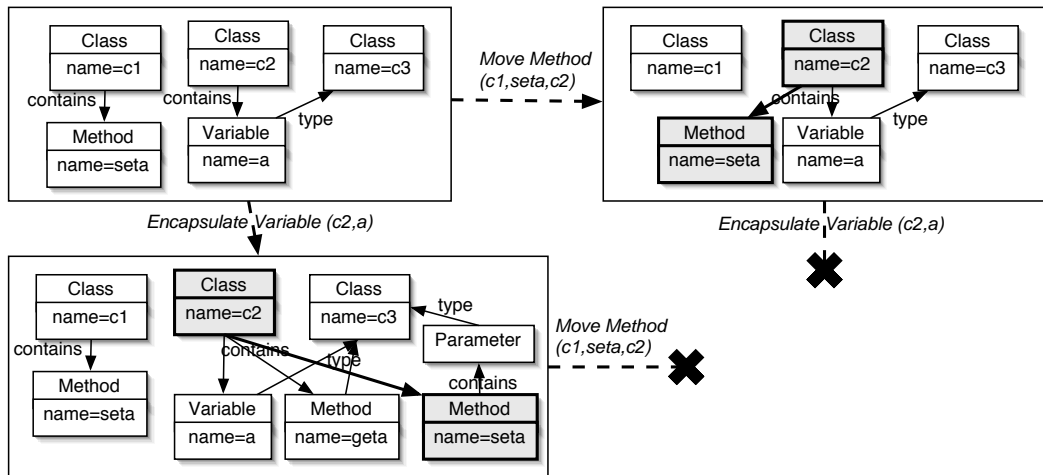 Class
name=c1
contains
Method
name=seta
Class
name=c2
contains
Variable
name=a
Class
name=c3
type
Move Method
(c1,seta,c2)
Class
name=c1
Class
name=c2
contains
Method
name=seta
Variable
name=a
Class
name=c3
type
Encapsulate Variable (c2,a)
Encapsulate Variable (c2,a)
Class
name=c1
contains
Method
name=seta
Class
name=c2
contains
Variable
name=a
Class
name=c3
type
type
Parameter
contains
Method
name=geta
Method
name=seta
Move Method
(c1,seta,c2)